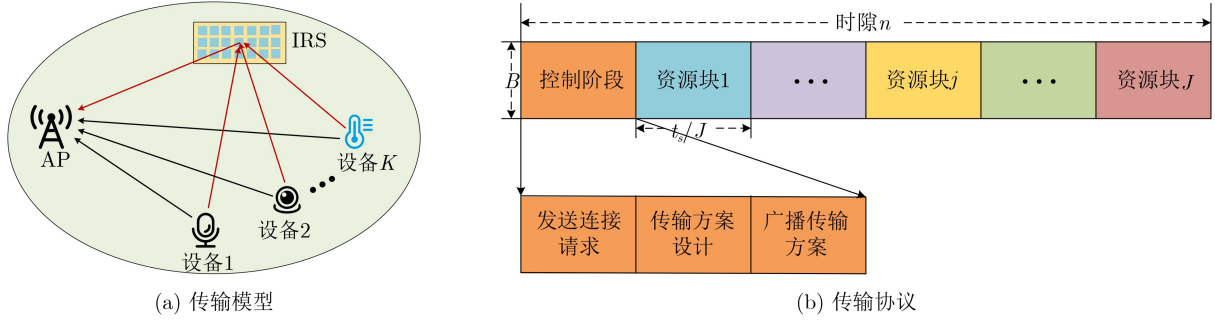 IRS
AP
设备K
设备2
设备1
(a) 传输模型
时隙n
B
控制阶段
资源块1
资源块j
资源块J
t_sl/J
发送连接
请求
传输方案
设计
广播传输
方案
(b) 传输协议